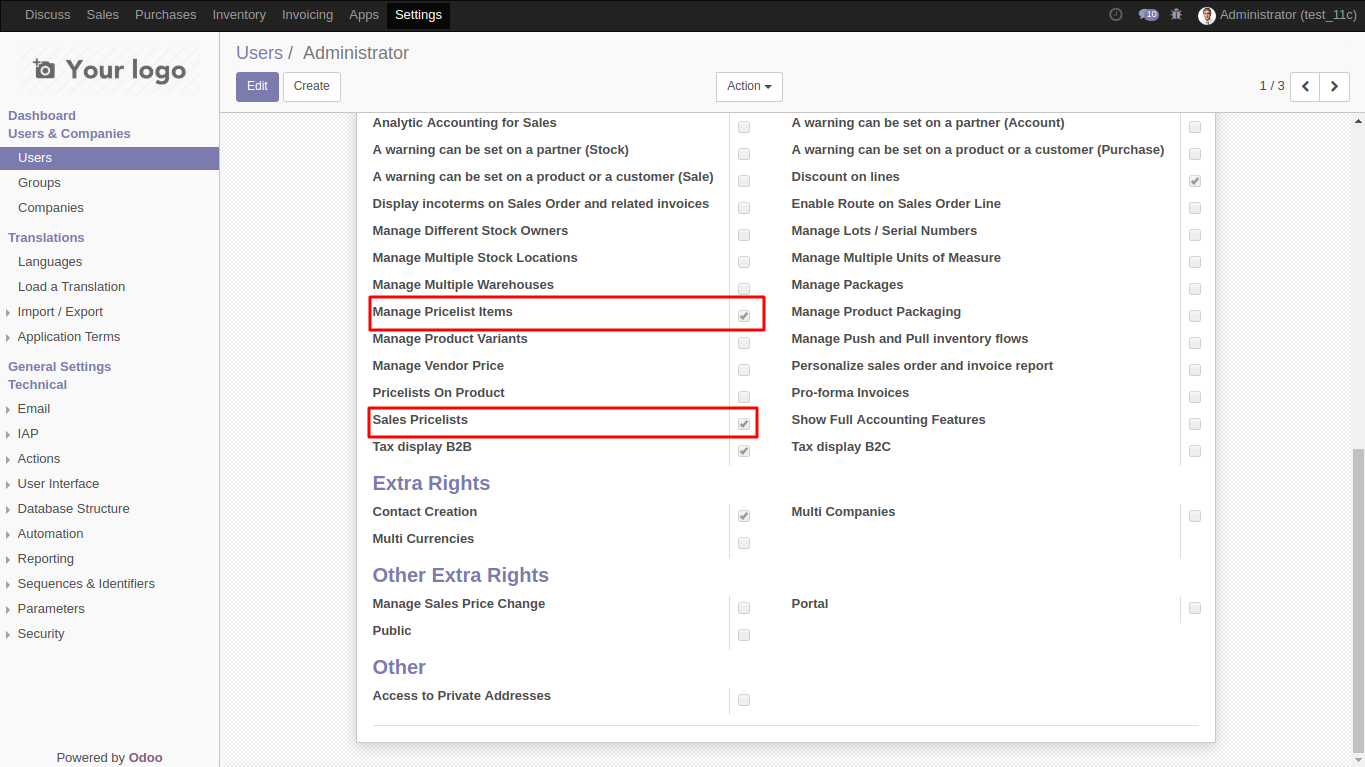 Discuss Sales Purchases Inventory Invoicing Apps Settings 10 Administrator (test_11c)
Your logo
Dashboard
Users & Companies
Users
Groups
Companies
Translations
Languages
Load a Translation
Import / Export
Application Terms
General Settings
Technical
Email
IAP
Actions
User Interface
Database Structure
Automation
Reporting
Sequences & Identifiers
Parameters
Security
Powered by Odoo
Users / Administrator
Edit Create Action 1 / 3
Analytic Accounting for Sales A warning can be set on a partner (Account)
A warning can be set on a partner (Stock) A warning can be set on a product or a customer (Purchase)
A warning can be set on a product or a customer (Sale) Discount on lines
Display incoterms on Sales Order and related invoices Enable Route on Sales Order Line
Manage Different Stock Owners Manage Lots / Serial Numbers
Manage Multiple Stock Locations Manage Multiple Units of Measure
Manage Multiple Warehouses Manage Packages
Manage Pricelist Items Manage Product Packaging
Manage Product Variants Manage Push and Pull inventory flows
Manage Vendor Price Personalize sales order and invoice report
Pricelists On Product Pro-forma Invoices
Sales Pricelists Show Full Accounting Features
Tax display B2B Tax display B2C
Extra Rights
Contact Creation Multi Companies
Multi Currencies
Other Extra Rights
Manage Sales Price Change Portal
Public
Other
Access to Private Addresses